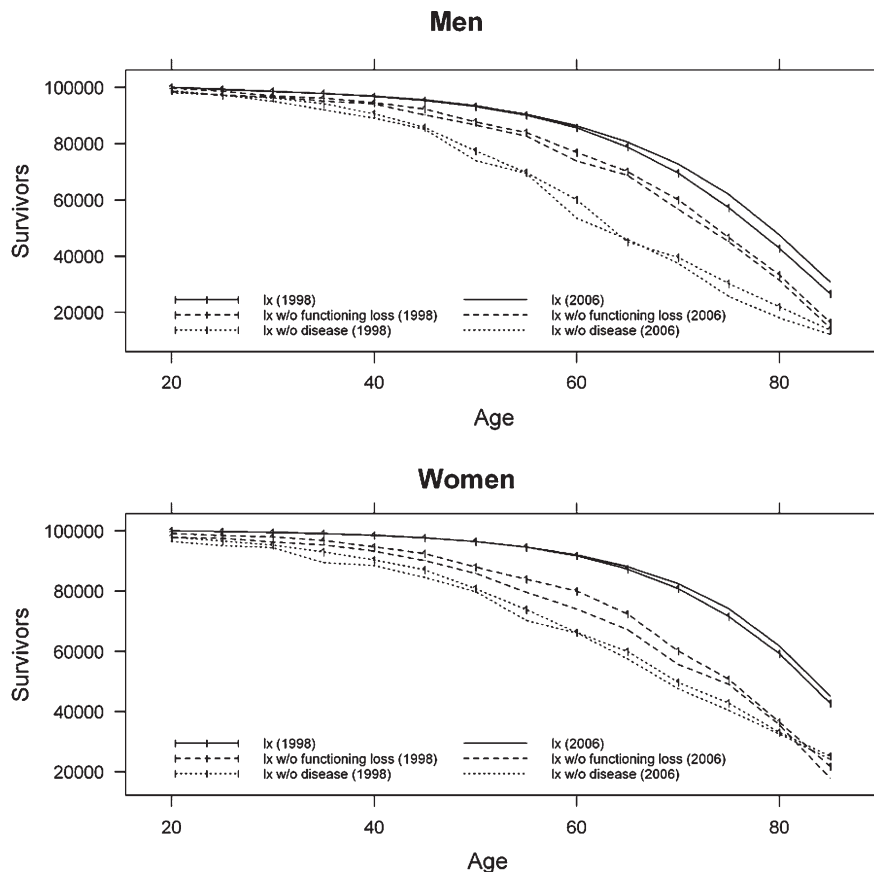 Men
100000
80000
60000
40000
20000
Survivors
lx (1998)
lx (2006)
lx w/o functioning loss (1998)
lx w/o functioning loss (2006)
lx w/o disease (1998)
lx w/o disease (2006)
20 40 60 80
Age
Women
100000
80000
60000
40000
20000
Survivors
lx (1998)
lx (2006)
lx w/o functioning loss (1998)
lx w/o functioning loss (2006)
lx w/o disease (1998)
lx w/o disease (2006)
20 40 60 80
Age